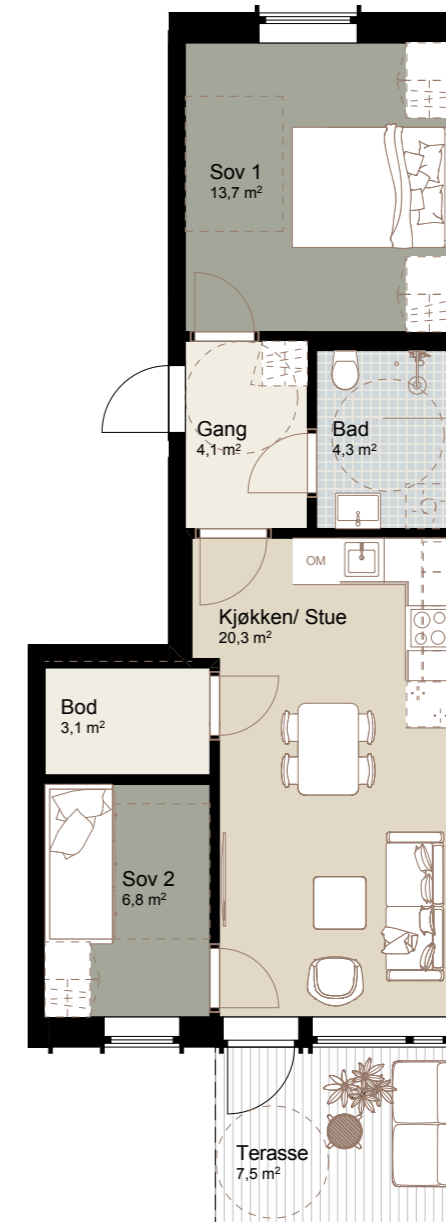 Sov 1
13,7 m²
Gang
4,1 m²
Bad
4,3 m²
OM
Kjøkken/ Stue
20,3 m²
Bod
3,1 m²
Sov 2
6,8 m²
Terasse
7,5 m²